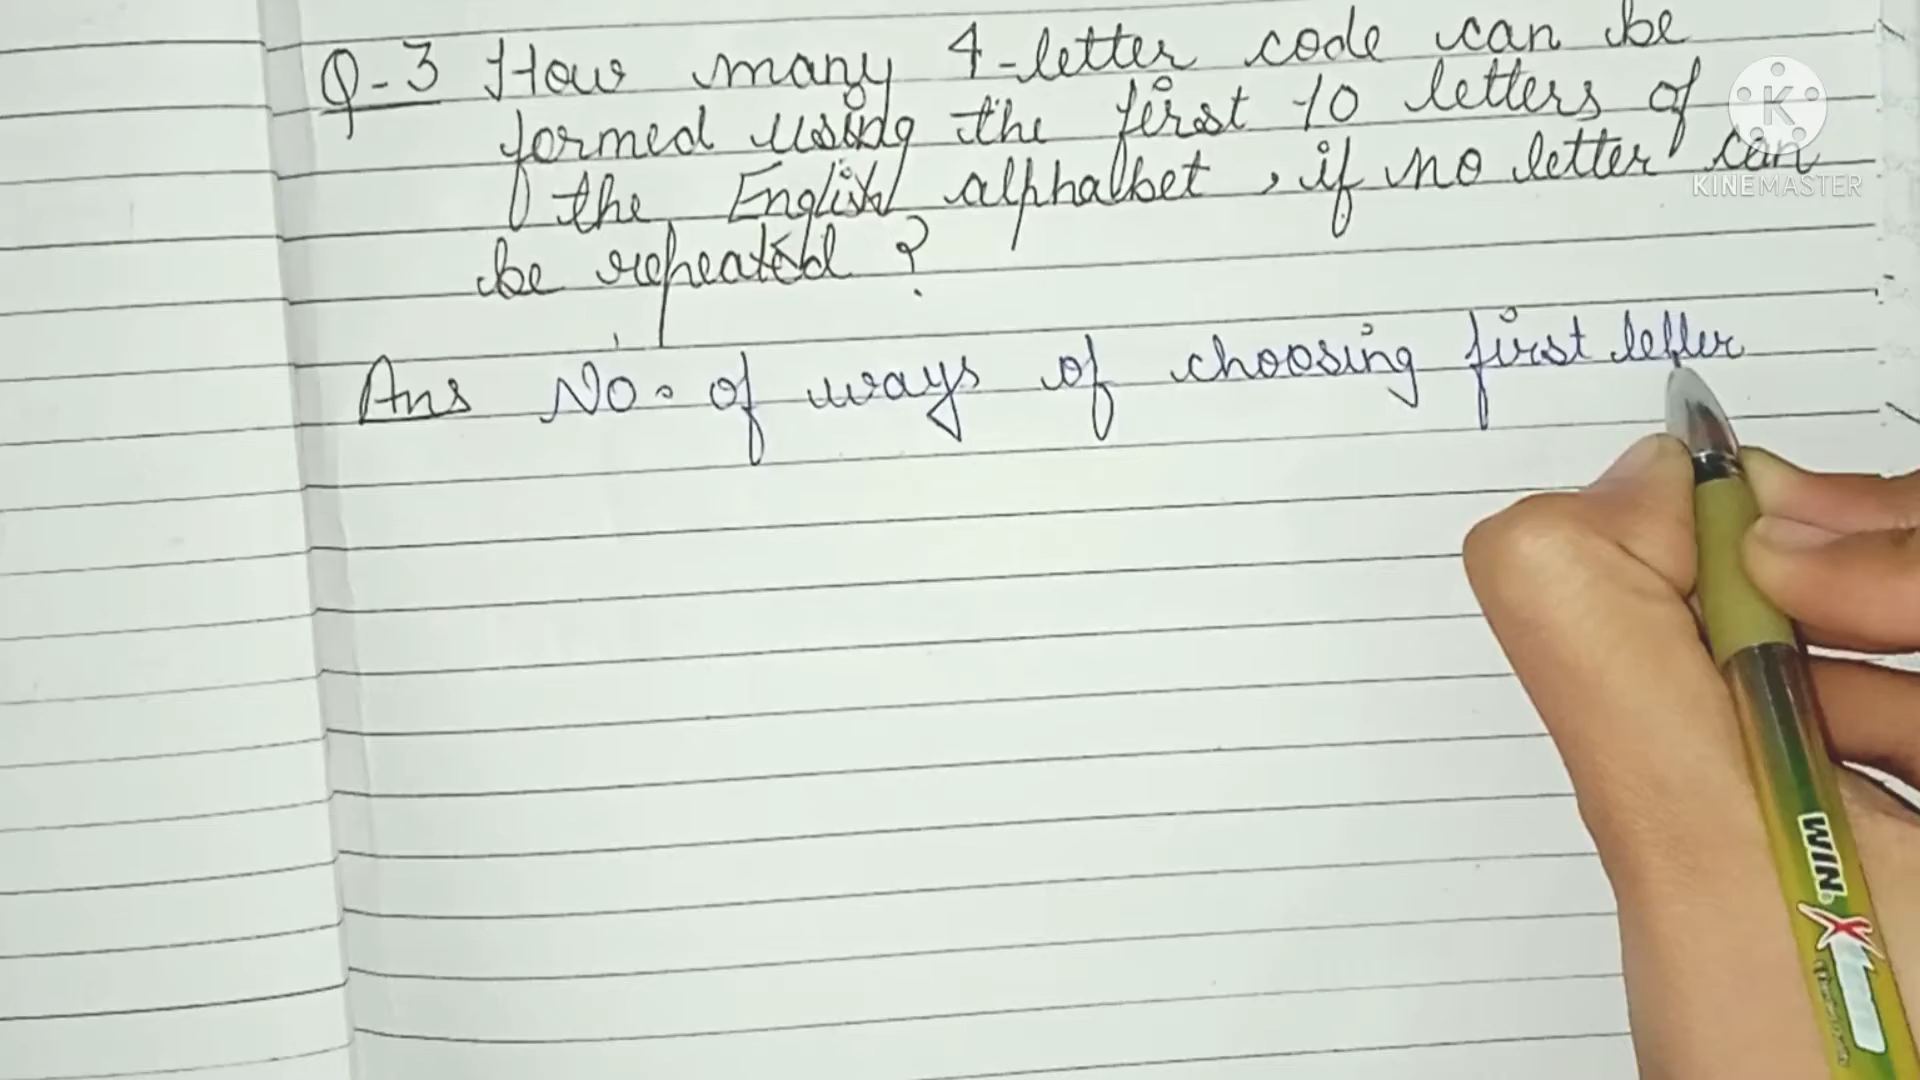 Q-3 How many 4-letter code can be
formed using the first 10 letters of
the English alphabet, if no letter can
be repeated?
Ans No. of ways of choosing first letter
K
KINEMASTER
WIN
X